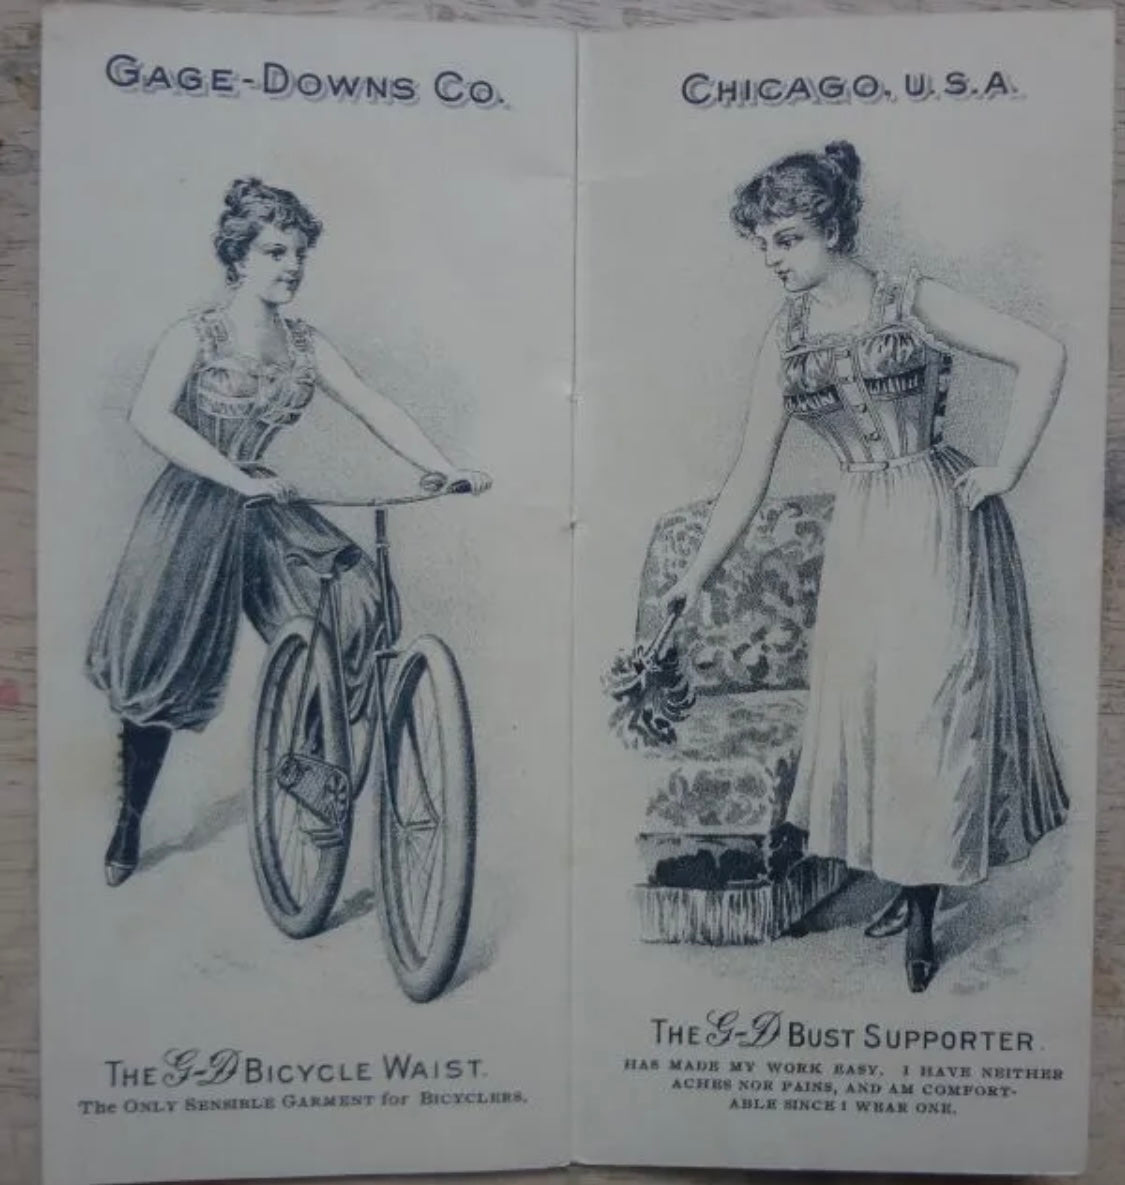 GAGE-DOWNS CO.
THE G-D BICYCLE WAIST.
The ONLY SENSIBLE GARMENT for BICYCLERS.
CHICAGO, U.S.A.
THE G-D BUST SUPPORTER.
HAS MADE MY WORK EASY. I HAVE NEITHER
ACHES NOR PAINS, AND AM COMFORT-
ABLE SINCE I WEAR ONE.